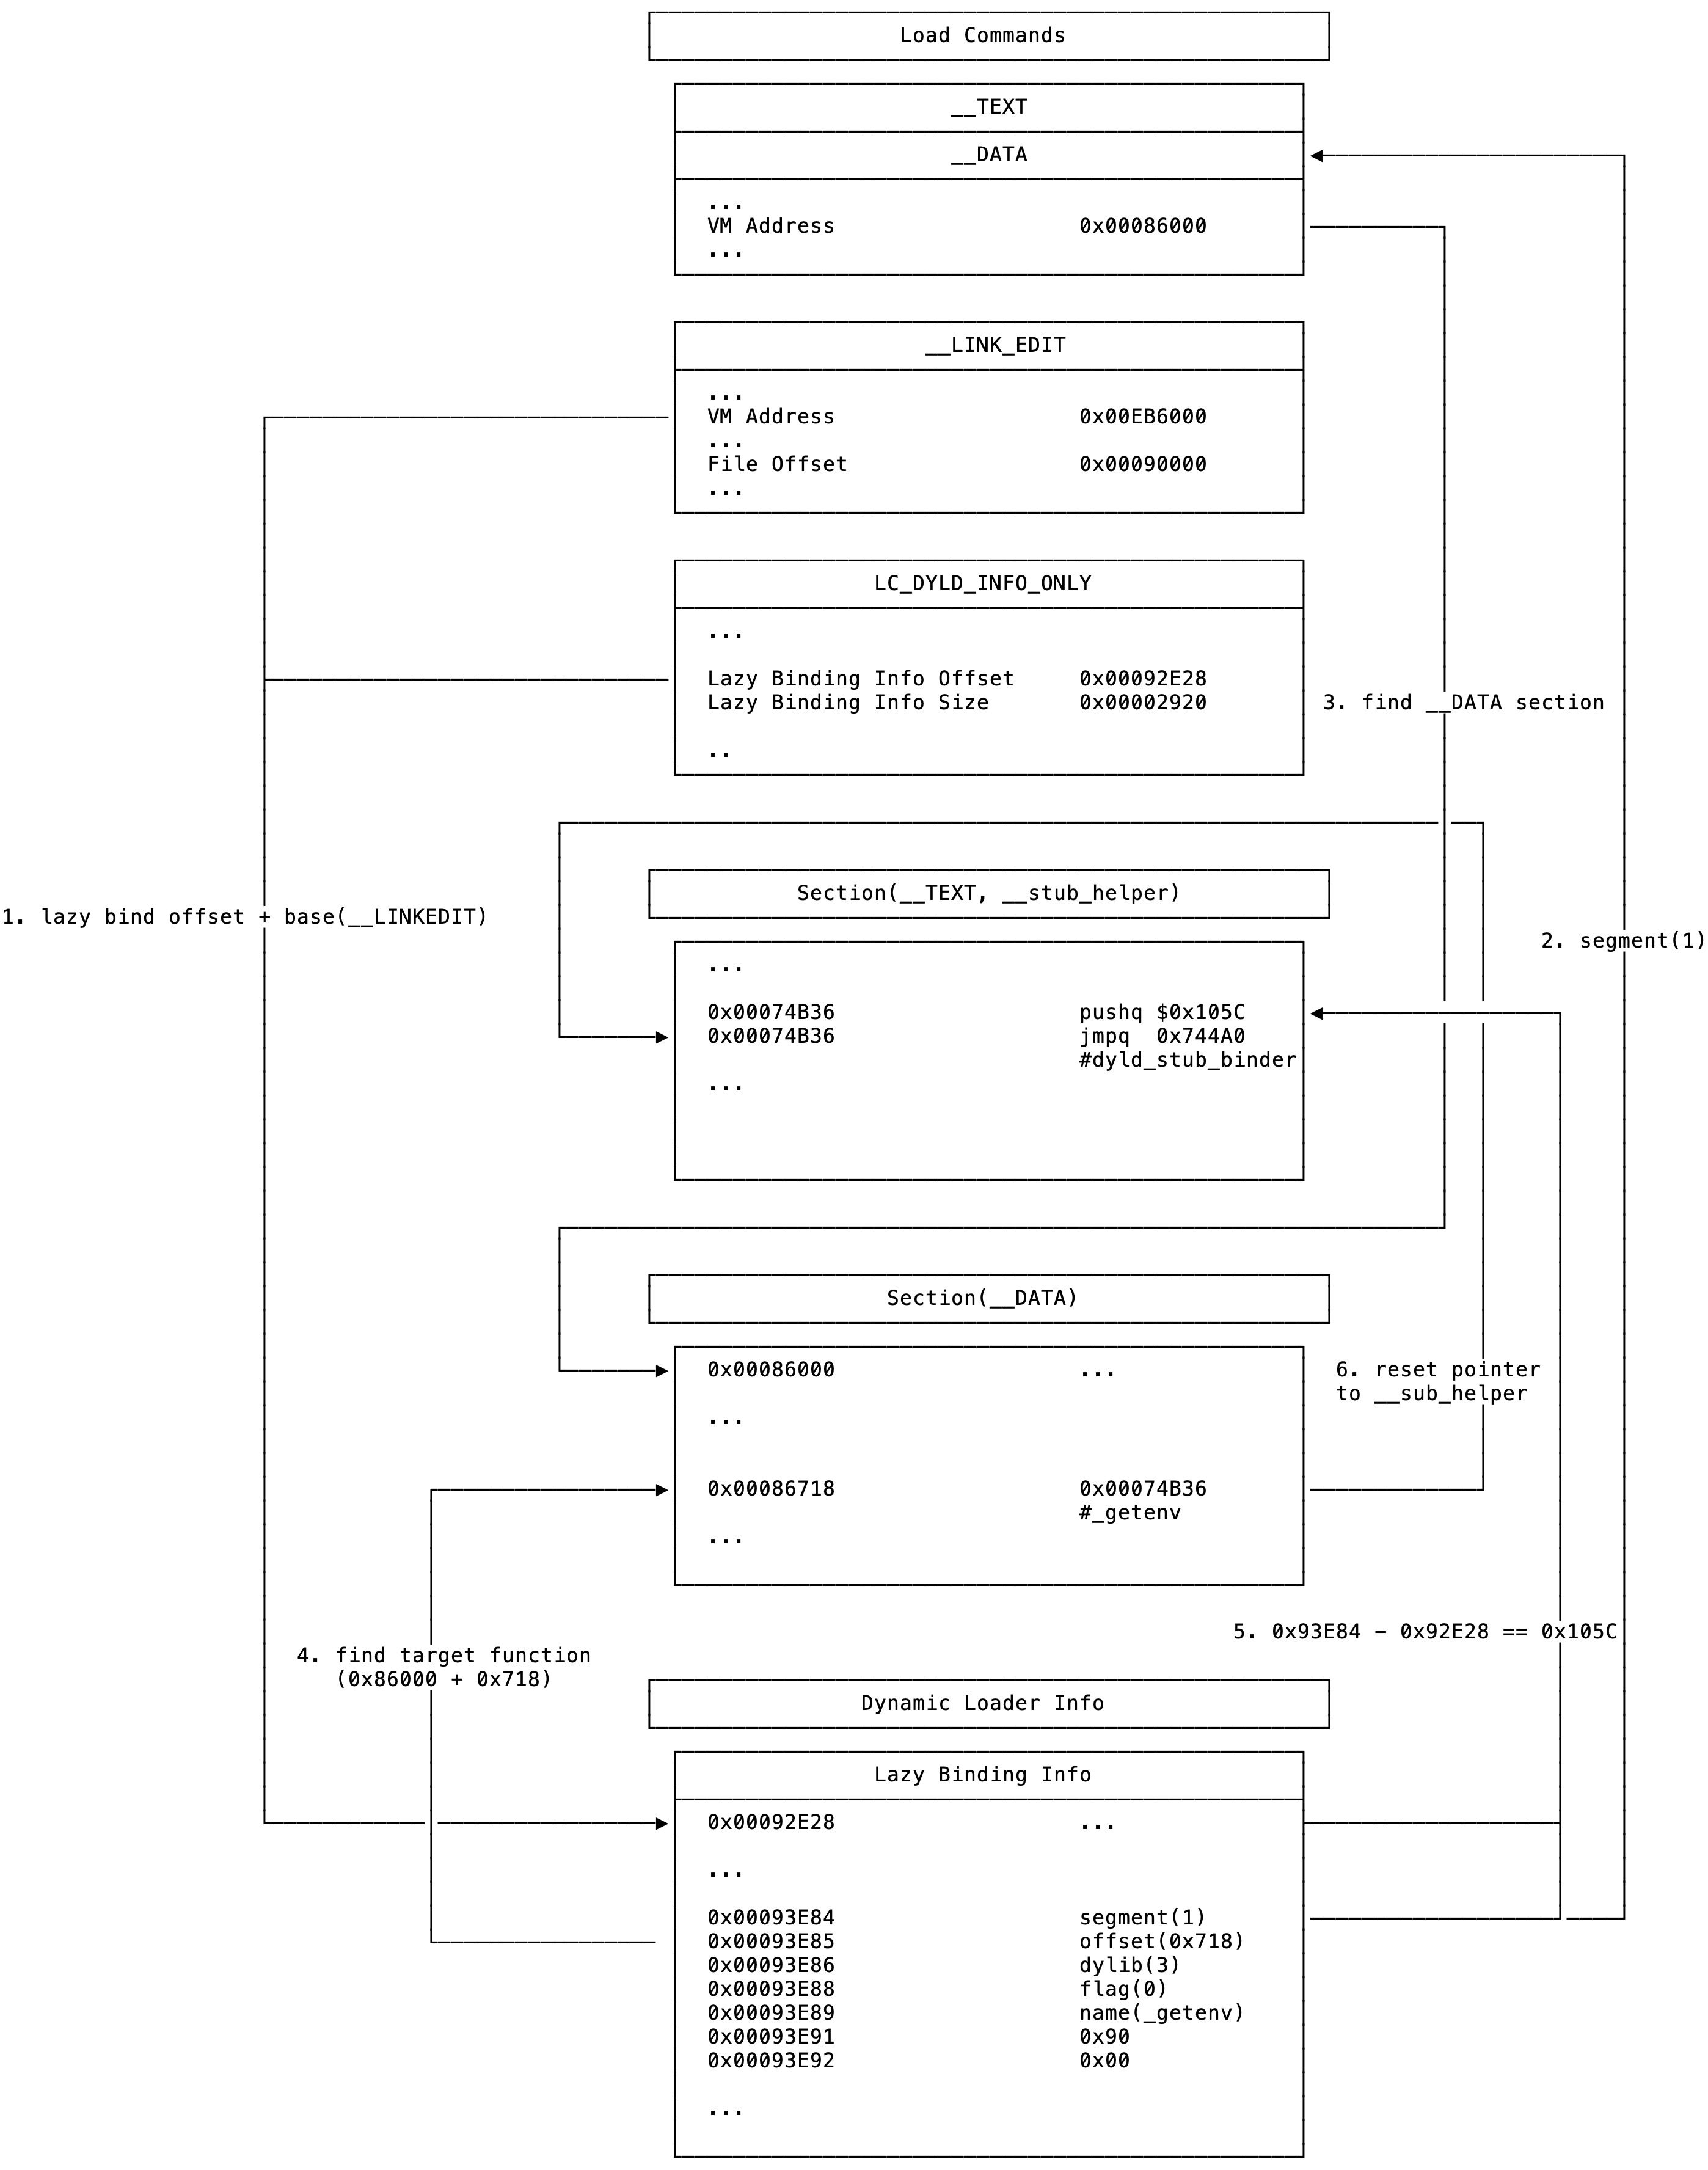 Load Commands
__TEXT
__DATA
...
VM Address 0x00086000
...
__LINK_EDIT
...
VM Address 0x00EB6000
...
File Offset 0x00090000
...
LC_DYLD_INFO_ONLY
...
Lazy Binding Info Offset 0x00092E28
Lazy Binding Info Size 0x00002920
3. find __DATA section
..
Section(__TEXT, __stub_helper)
1. lazy bind offset + base(__LINKEDIT)
2. segment(1)
...
0x00074B36 pushq $0x105C
0x00074B36 jmpq 0x744A0
#dyld_stub_binder
...
Section(__DATA)
0x00086000 ...
6. reset pointer
to __sub_helper
...
0x00086718 0x00074B36
#_getenv
...
5. 0x93E84 - 0x92E28 == 0x105C
4. find target function
(0x86000 + 0x718)
Dynamic Loader Info
Lazy Binding Info
0x00092E28 ...
...
0x00093E84 segment(1)
0x00093E85 offset(0x718)
0x00093E86 dylib(3)
0x00093E88 flag(0)
0x00093E89 name(_getenv)
0x00093E91 0x90
0x00093E92 0x00
...